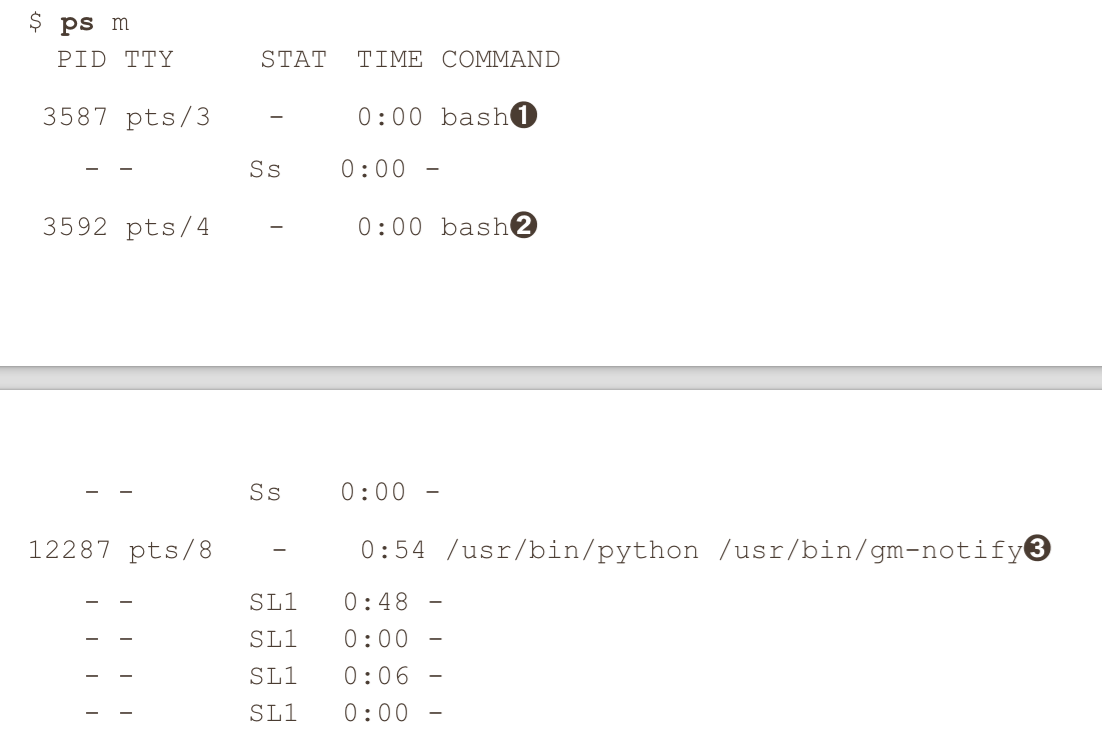 $ ps m
PID TTY STAT TIME COMMAND
3587 pts/3 - 0:00 bash❶
- - Ss 0:00 -
3592 pts/4 - 0:00 bash❷
- - Ss 0:00 -
12287 pts/8 - 0:54 /usr/bin/python /usr/bin/gm-notify❸
- - SL1 0:48 -
- - SL1 0:00 -
- - SL1 0:06 -
- - SL1 0:00 -